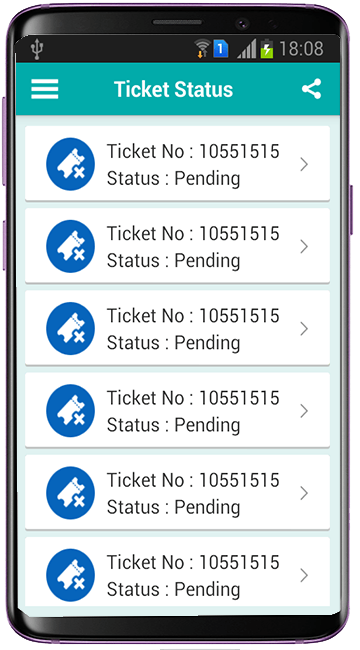 1
18:08
Ticket Status
Ticket No : 10551515
Status : Pending
Ticket No : 10551515
Status : Pending
Ticket No : 10551515
Status : Pending
Ticket No : 10551515
Status : Pending
Ticket No : 10551515
Status : Pending
Ticket No : 10551515
Status : Pending